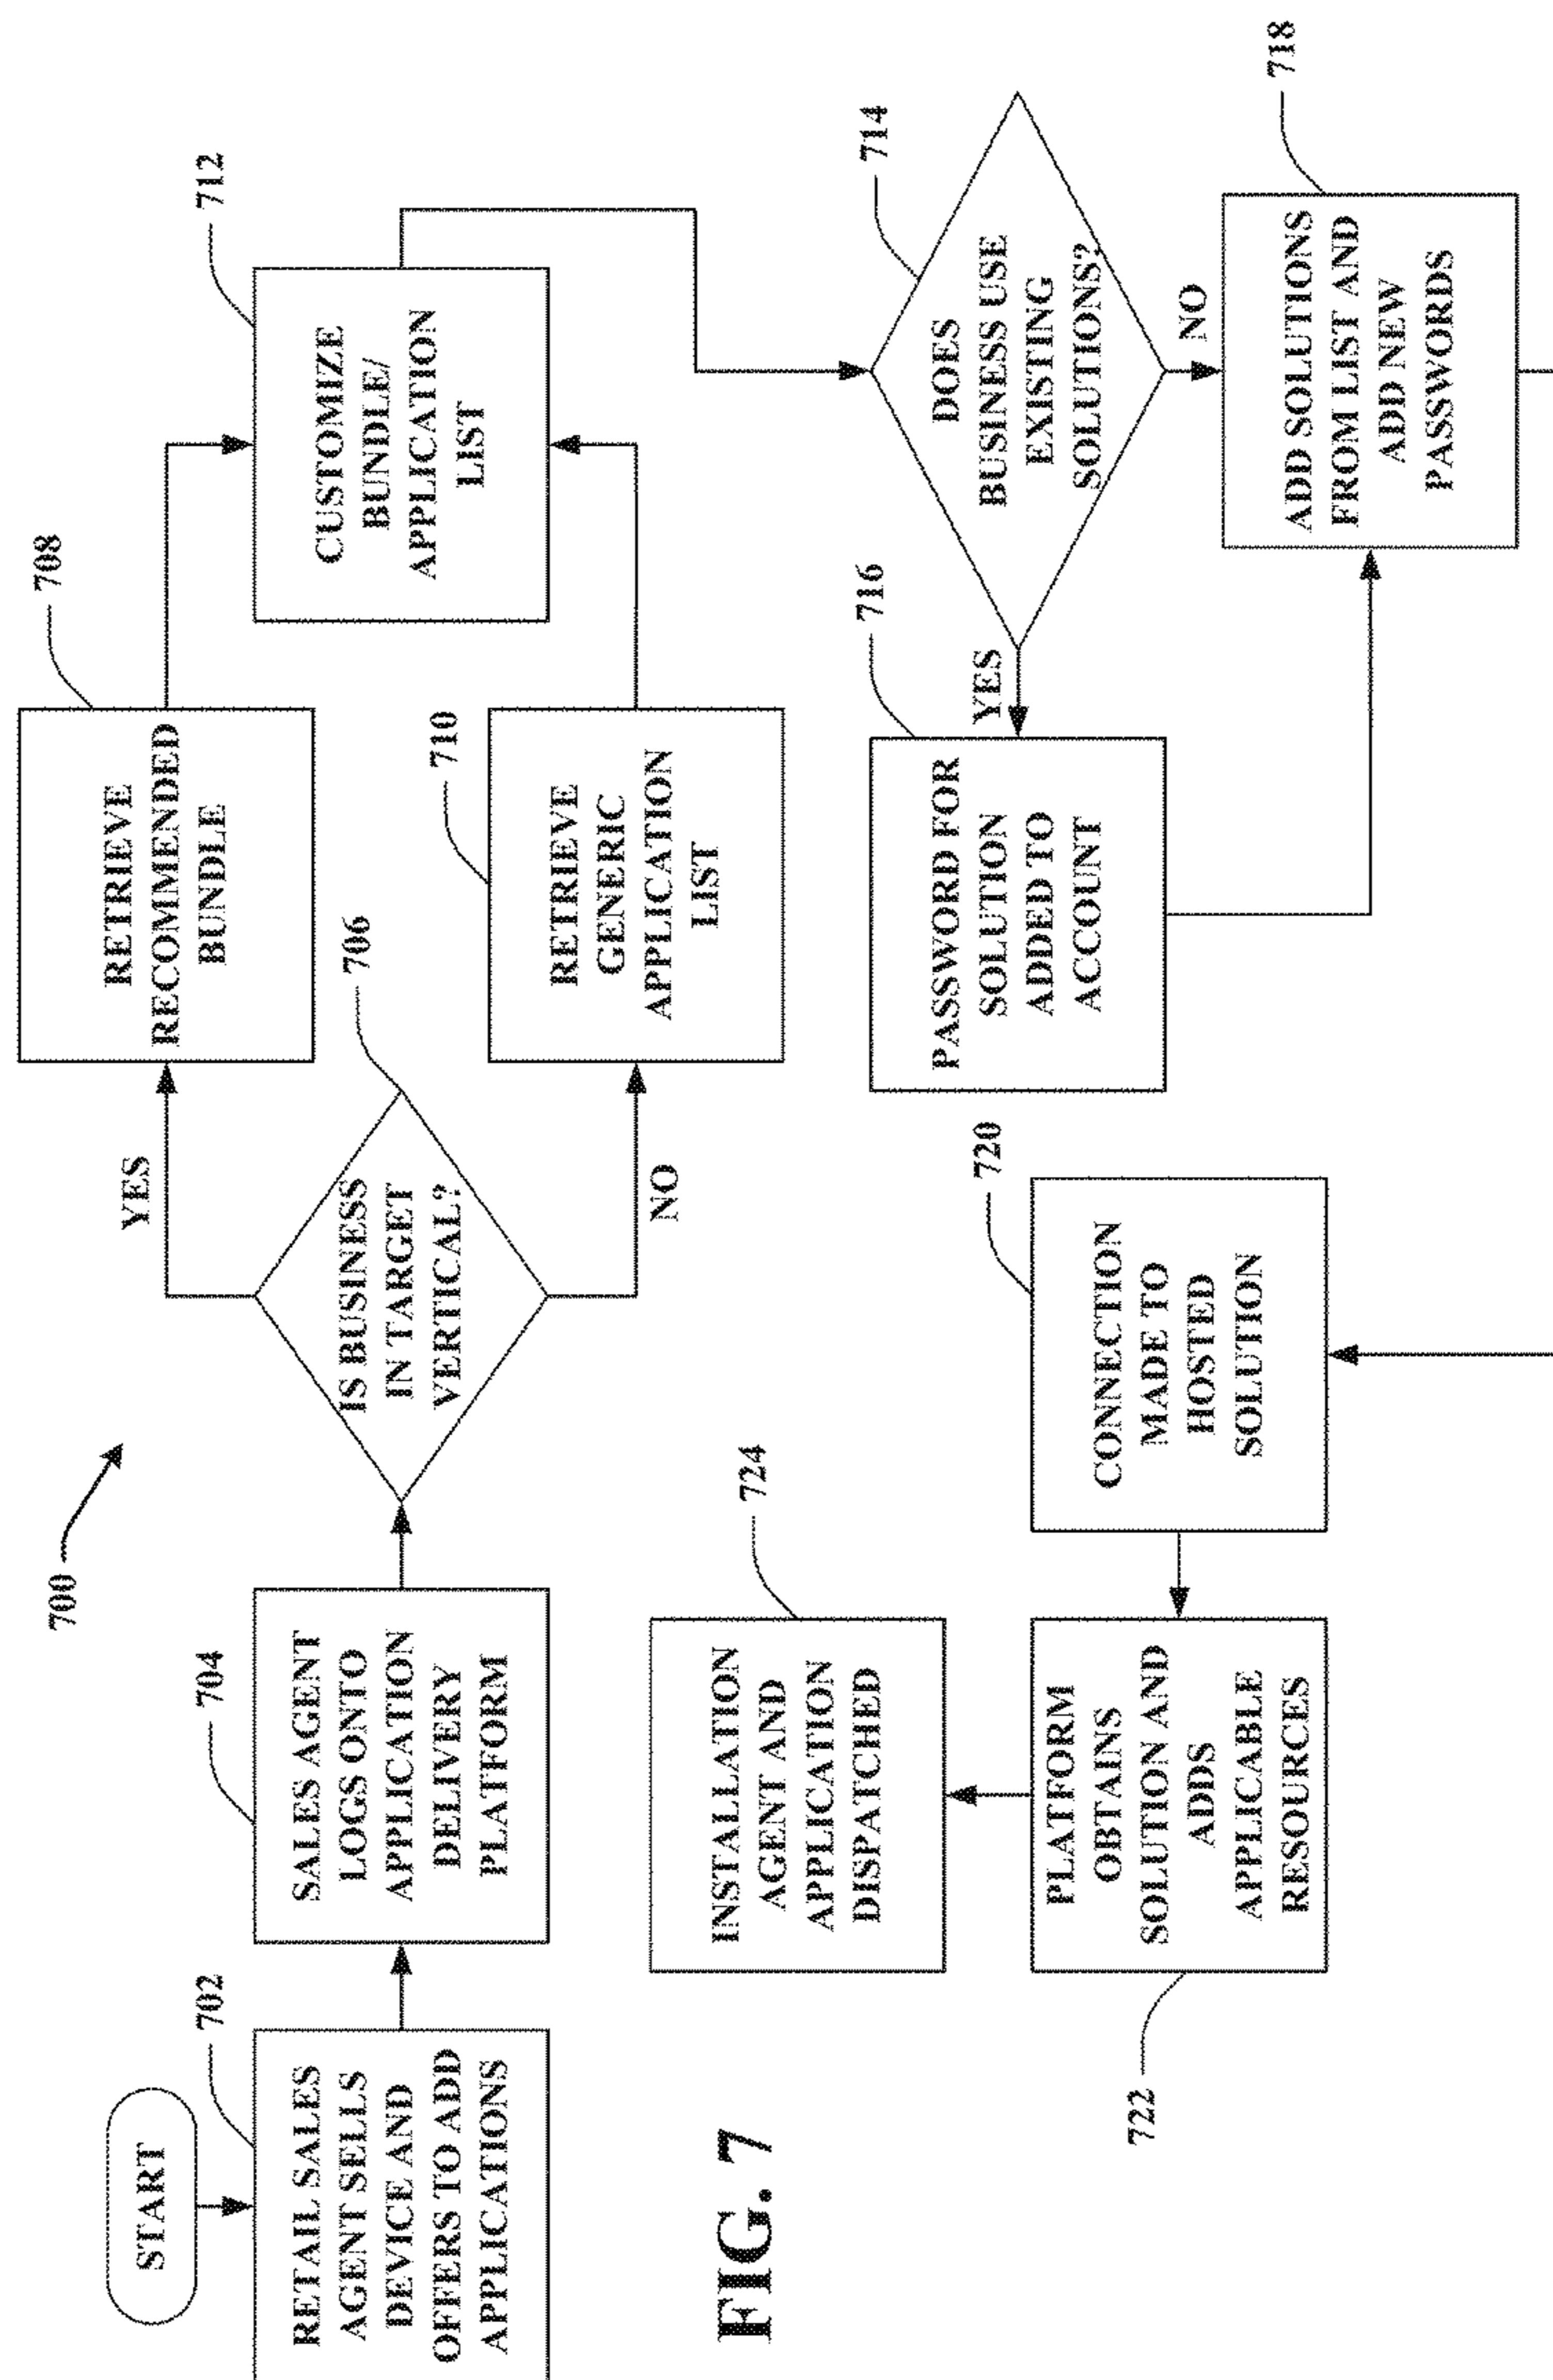 700
START
702
RETAIL SALES
AGENT SELLS
DEVICE AND
OFFERS TO ADD
APPLICATIONS
704
SALES AGENT
LOGS ONTO
APPLICATION
DELIVERY
PLATFORM
706
IS BUSINESS
IN TARGET
VERTICAL?
YES
NO
708
RETRIEVE
RECOMMENDED
BUNDLE
710
RETRIEVE
GENERIC
APPLICATION
LIST
712
CUSTOMIZE
BUNDLE/
APPLICATION
LIST
714
DOES
BUSINESS USE
EXISTING
SOLUTIONS?
YES
NO
716
PASSWORD FOR
SOLUTION
ADDED TO
ACCOUNT
718
ADD SOLUTIONS
FROM LIST AND
ADD NEW
PASSWORDS
720
CONNECTION
MADE TO
HOSTED
SOLUTION
722
PLATFORM
OBTAINS
SOLUTION AND
ADDS
APPLICABLE
RESOURCES
724
INSTALLATION
AGENT AND
APPLICATION
DISPATCHED
FIG. 7